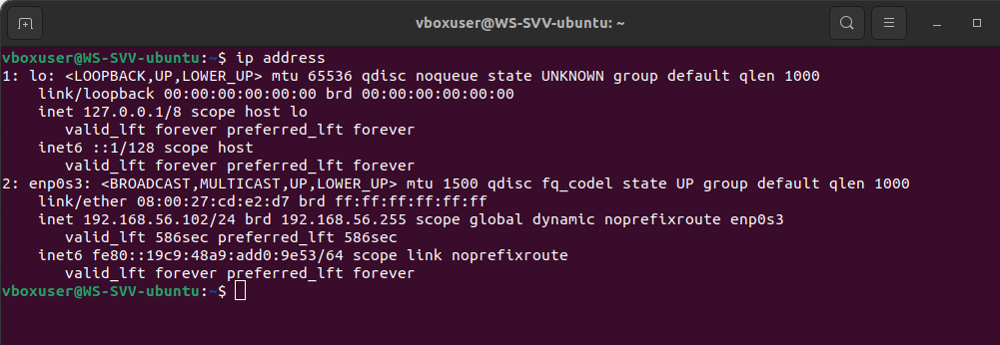 vboxuser@WS-SVV-ubuntu: ~
vboxuser@WS-SVV-ubuntu:~$ ip address
1: lo: <LOOPBACK,UP,LOWER_UP> mtu 65536 qdisc noqueue state UNKNOWN group default qlen 1000
    link/loopback 00:00:00:00:00:00 brd 00:00:00:00:00:00
    inet 127.0.0.1/8 scope host lo
       valid_lft forever preferred_lft forever
    inet6 ::1/128 scope host
       valid_lft forever preferred_lft forever
2: enp0s3: <BROADCAST,MULTICAST,UP,LOWER_UP> mtu 1500 qdisc fq_codel state UP group default qlen 1000
    link/ether 08:00:27:cd:e2:d7 brd ff:ff:ff:ff:ff:ff
    inet 192.168.56.102/24 brd 192.168.56.255 scope global dynamic noprefixroute enp0s3
       valid_lft 586sec preferred_lft 586sec
    inet6 fe80::19c9:48a9:add0:9e53/64 scope link noprefixroute
       valid_lft forever preferred_lft forever
vboxuser@WS-SVV-ubuntu:~$